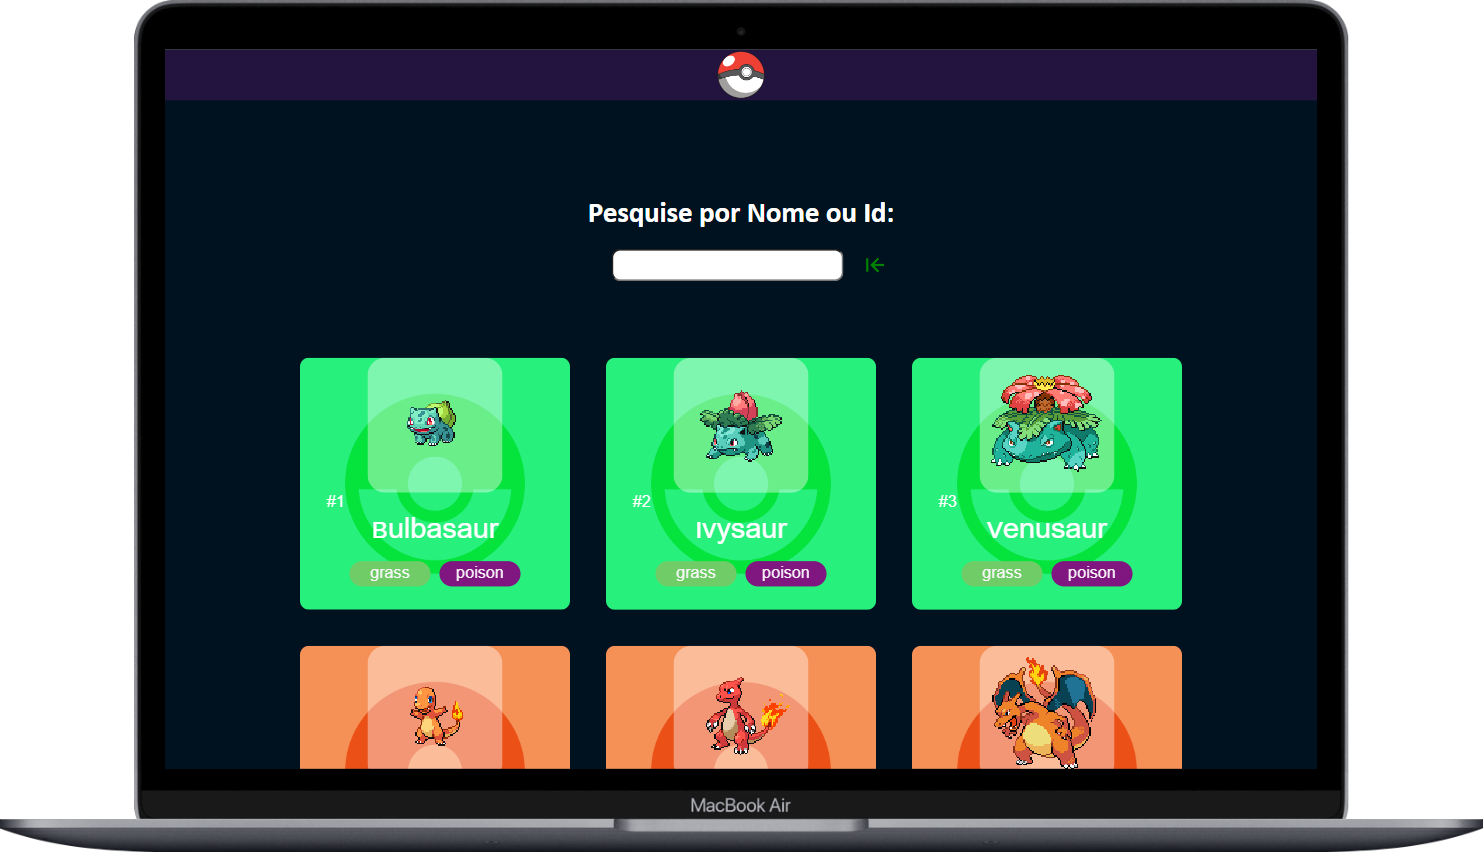 Pesquise por Nome ou Id:
#1
Bulbasaur
grass poison
#2
Ivysaur
grass poison
#3
Venusaur
grass poison
MacBook Air